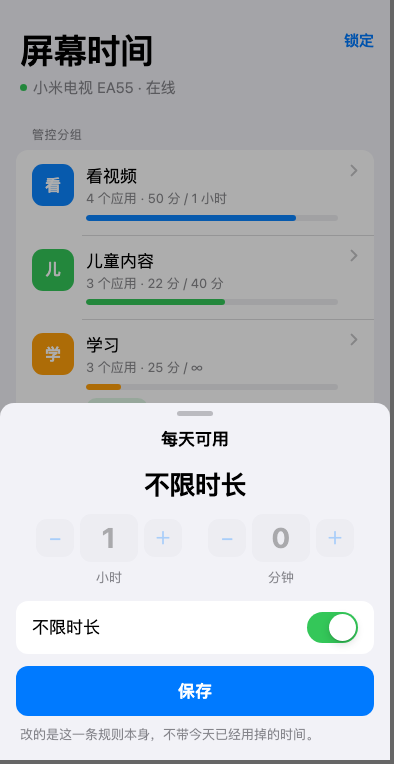 屏幕时间
锁定
小米电视 EA55 · 在线
管控分组
看
看视频
4 个应用 · 50 分 / 1 小时
儿
儿童内容
3 个应用 · 22 分 / 40 分
学
学习
3 个应用 · 25 分 / ∞
每天可用
不限时长
− 1 + − 0 +
小时 分钟
不限时长
保存
改的是这一条规则本身，不带今天已经用掉的时间。